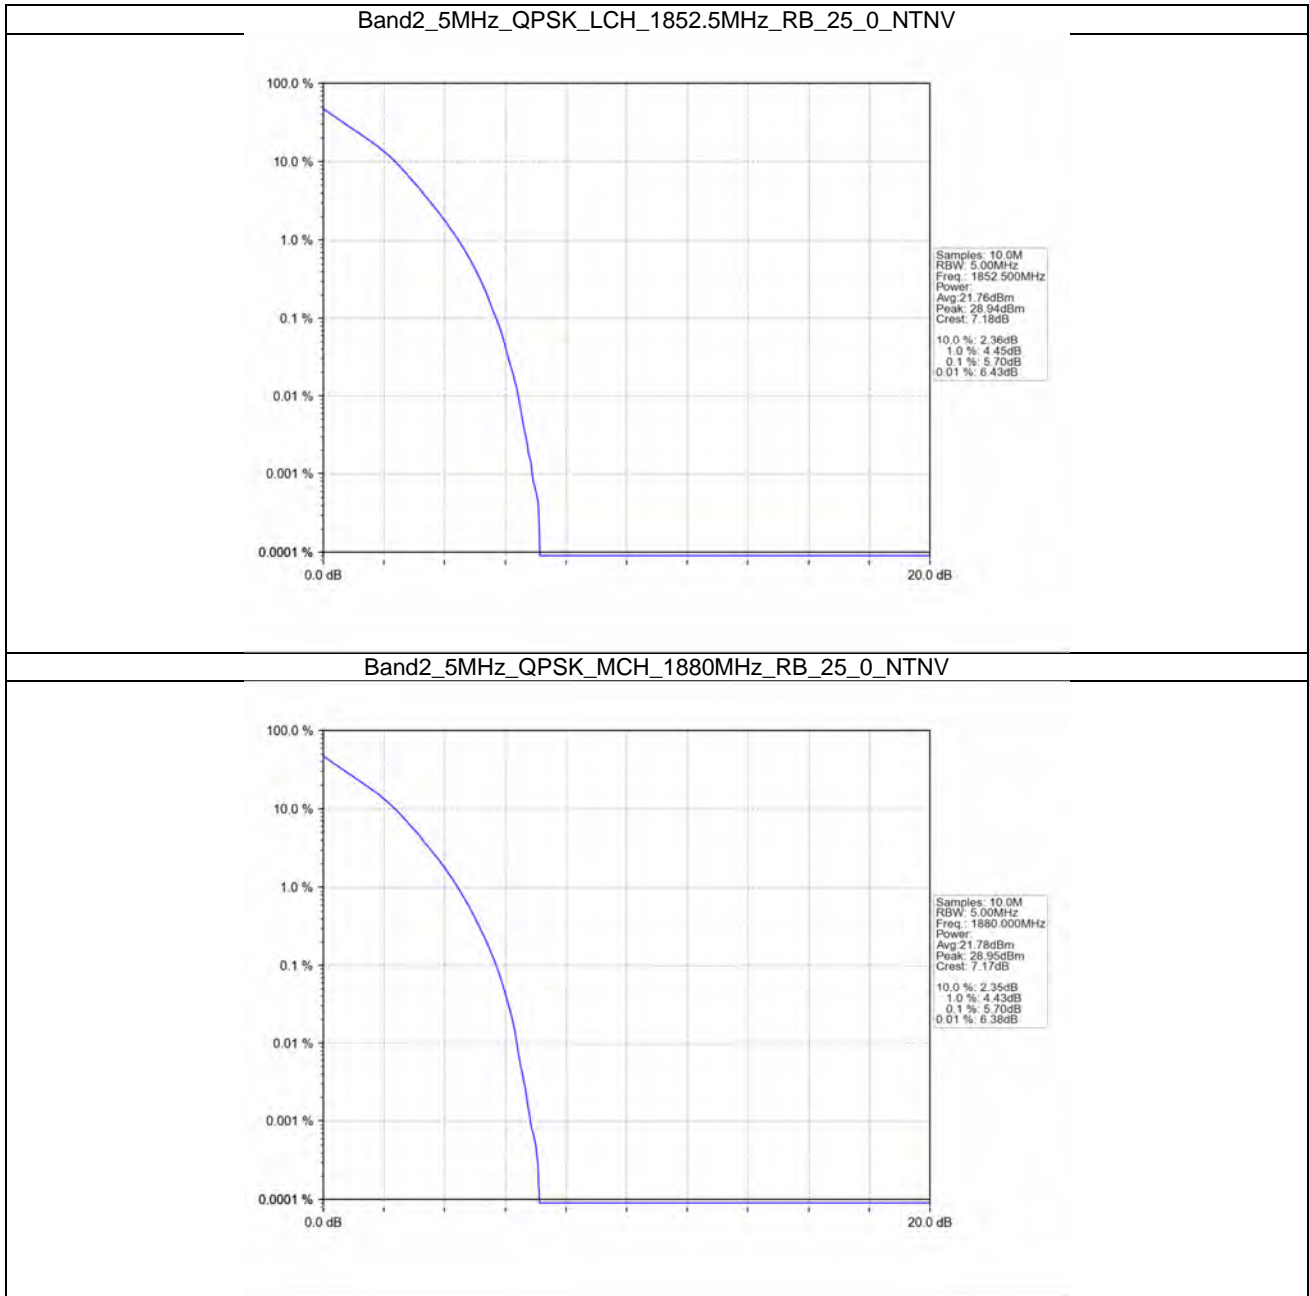 Band2_5MHz_QPSK_LCH_1852.5MHz_RB_25_0_NTNV
100.0 %
10.0 %
1.0 %
0.1 %
0.01 %
0.001 %
0.0001 %
0.0 dB
20.0 dB
Samples: 10.0M
RBW: 5.00MHz
Freq.: 1852.500MHz
Power:
Avg:21.76dBm
Peak: 28.94dBm
Crest: 7.18dB
10.0 %: 2.36dB
1.0 %: 4.45dB
0.1 %: 5.70dB
0.01 %: 6.43dB
Band2_5MHz_QPSK_MCH_1880MHz_RB_25_0_NTNV
100.0 %
10.0 %
1.0 %
0.1 %
0.01 %
0.001 %
0.0001 %
0.0 dB
20.0 dB
Samples: 10.0M
RBW: 5.00MHz
Freq.: 1880.000MHz
Power:
Avg:21.78dBm
Peak: 28.95dBm
Crest: 7.17dB
10.0 %: 2.35dB
1.0 %: 4.43dB
0.1 %: 5.70dB
0.01 %: 6.38dB